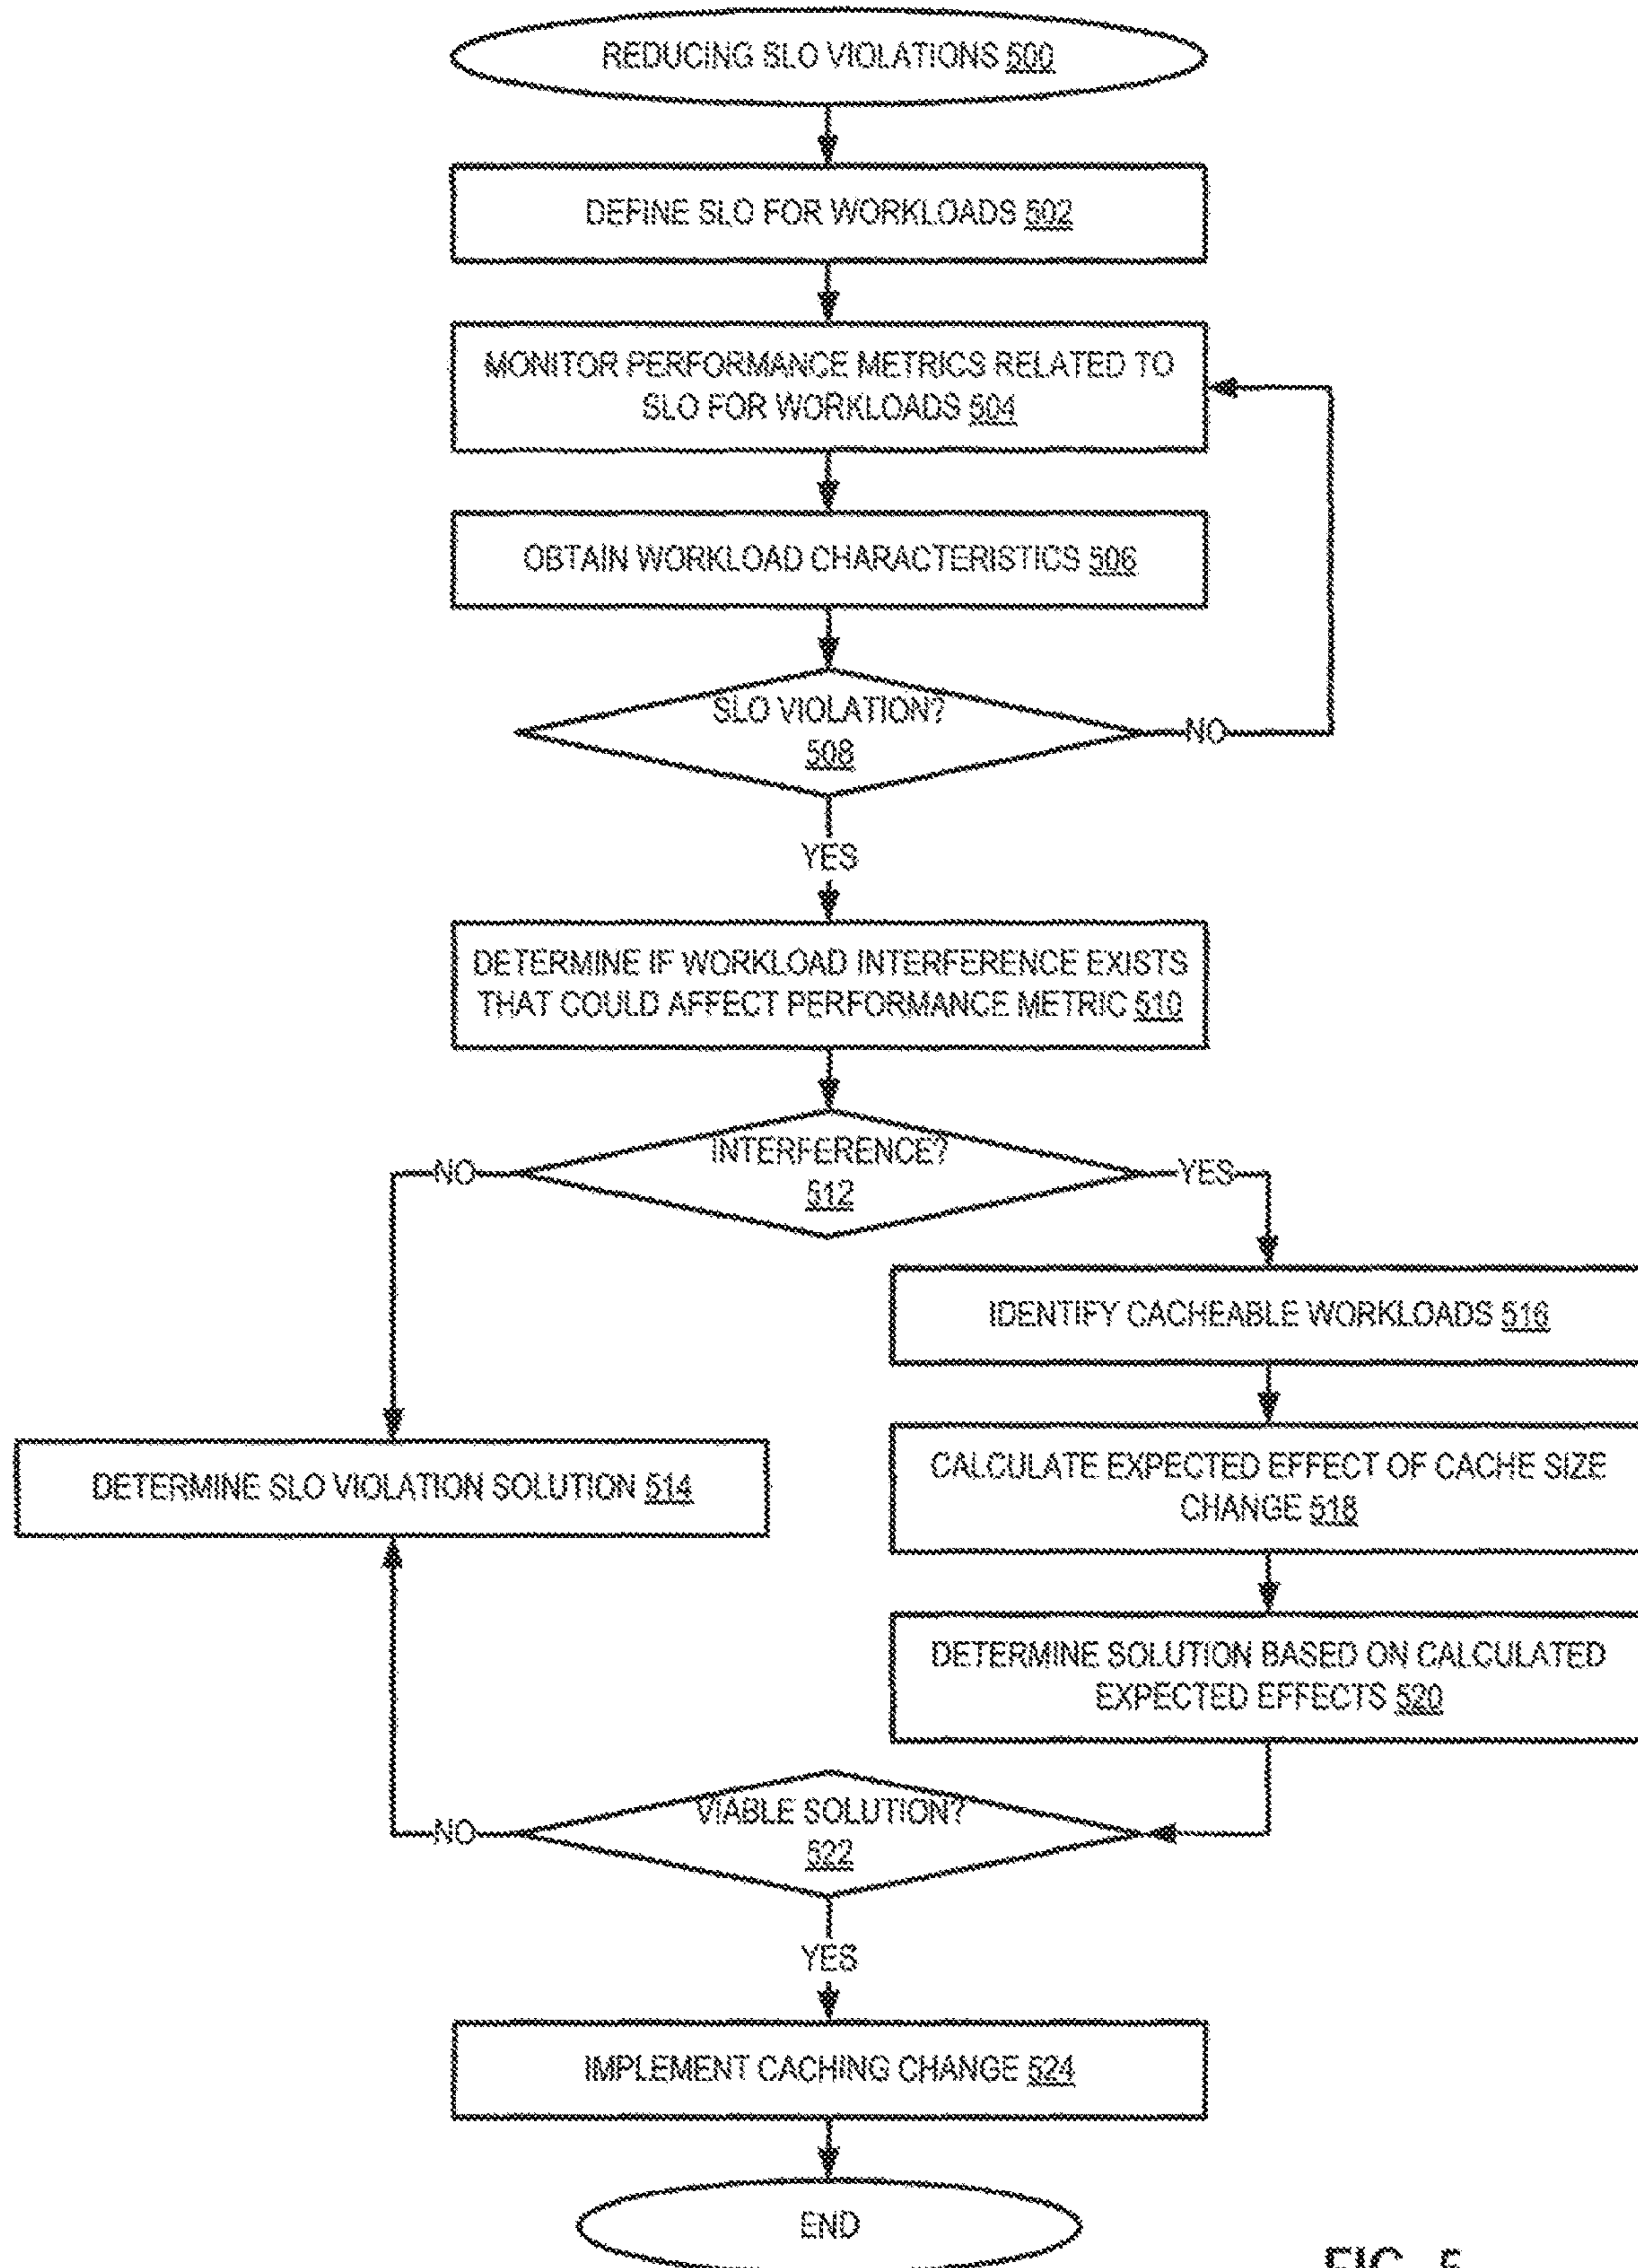 REDUCING SLO VIOLATIONS 500
DEFINE SLO FOR WORKLOADS 502
MONITOR PERFORMANCE METRICS RELATED TO
SLO FOR WORKLOADS 504
OBTAIN WORKLOAD CHARACTERISTICS 506
SLO VIOLATION?
508
NO
YES
DETERMINE IF WORKLOAD INTERFERENCE EXISTS
THAT COULD AFFECT PERFORMANCE METRIC 510
INTERFERENCE?
512
NO
YES
IDENTIFY CACHEABLE WORKLOADS 516
DETERMINE SLO VIOLATION SOLUTION 514
CALCULATE EXPECTED EFFECT OF CACHE SIZE
CHANGE 518
DETERMINE SOLUTION BASED ON CALCULATED
EXPECTED EFFECTS 520
VIABLE SOLUTION?
522
NO
YES
IMPLEMENT CACHING CHANGE 524
END
FIG. 5